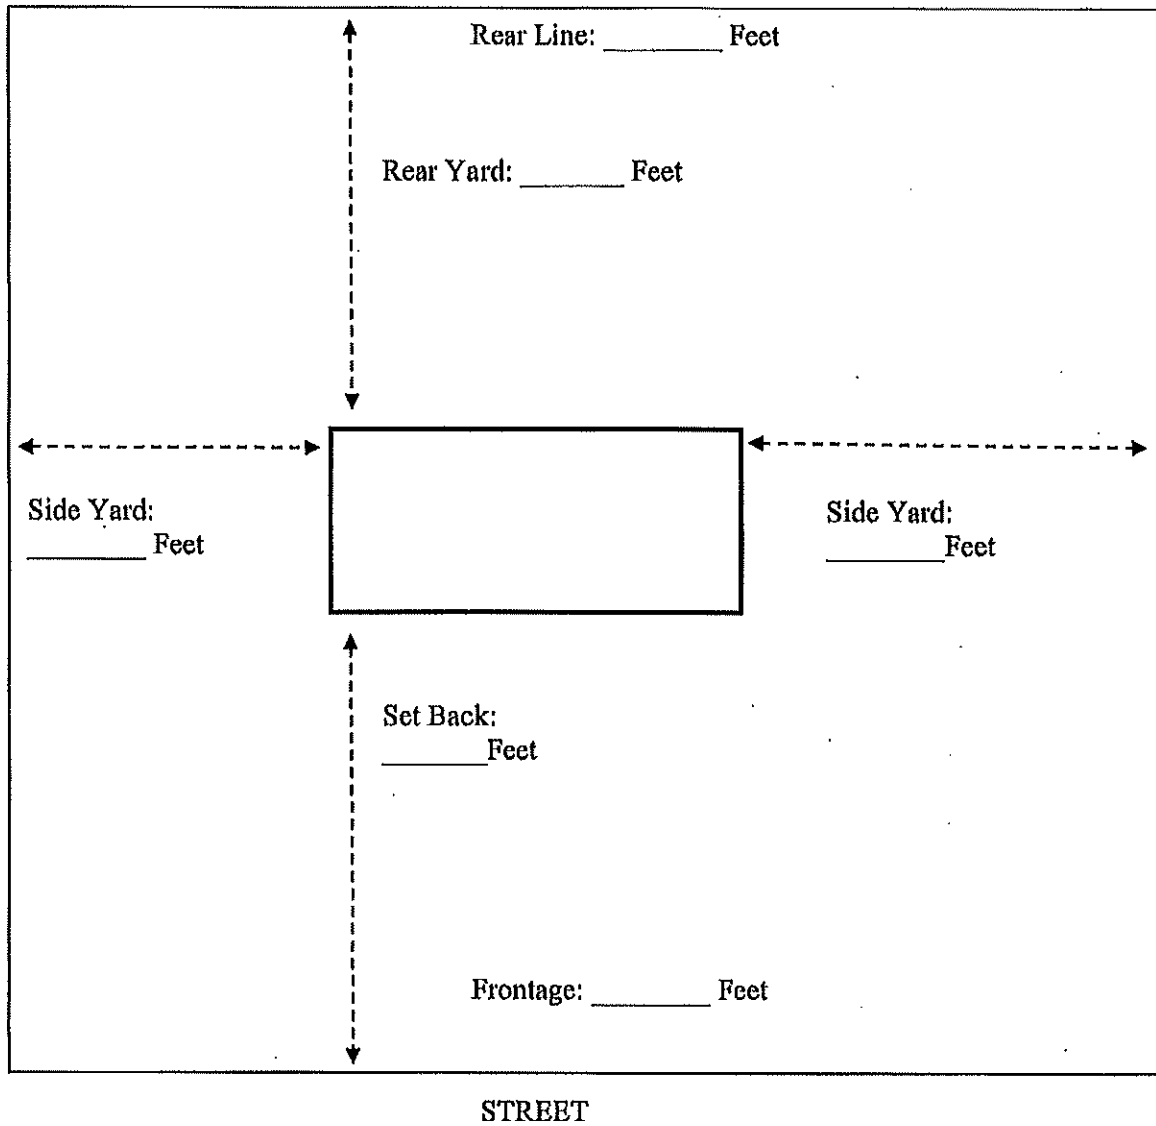 Rear Line: ________ Feet
Rear Yard: _______ Feet
Side Yard:
________ Feet
Side Yard:
________Feet
Set Back:
_______Feet
Frontage: ________ Feet
STREET